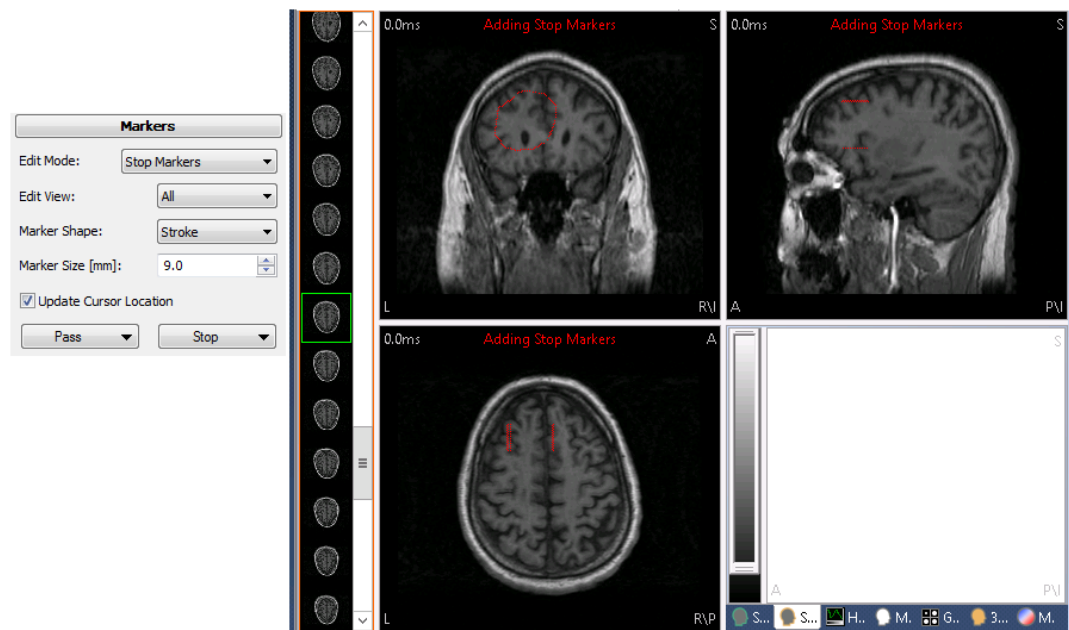 Markers
Edit Mode: Stop Markers
Edit View: All
Marker Shape: Stroke
Marker Size [mm]: 9.0
Update Cursor Location
Pass Stop
0.0ms Adding Stop Markers S
L R\I
0.0ms Adding Stop Markers S
A P\I
0.0ms Adding Stop Markers A
L R\P
S
A P\I
S... S... H.. M. G.. 3... M.